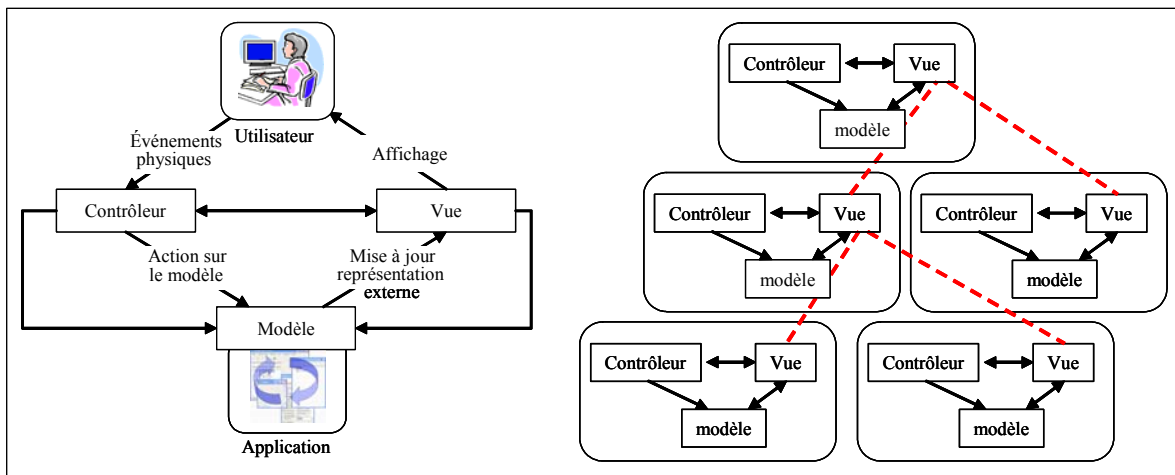 Utilisateur
Événements
physiques
Affichage
Contrôleur
Vue
Action sur
le modèle
Mise à jour
représentation
externe
Modèle
Application
Contrôleur
Vue
modèle
Contrôleur
Vue
modèle
Contrôleur
Vue
modèle
Contrôleur
Vue
modèle
Contrôleur
Vue
modèle